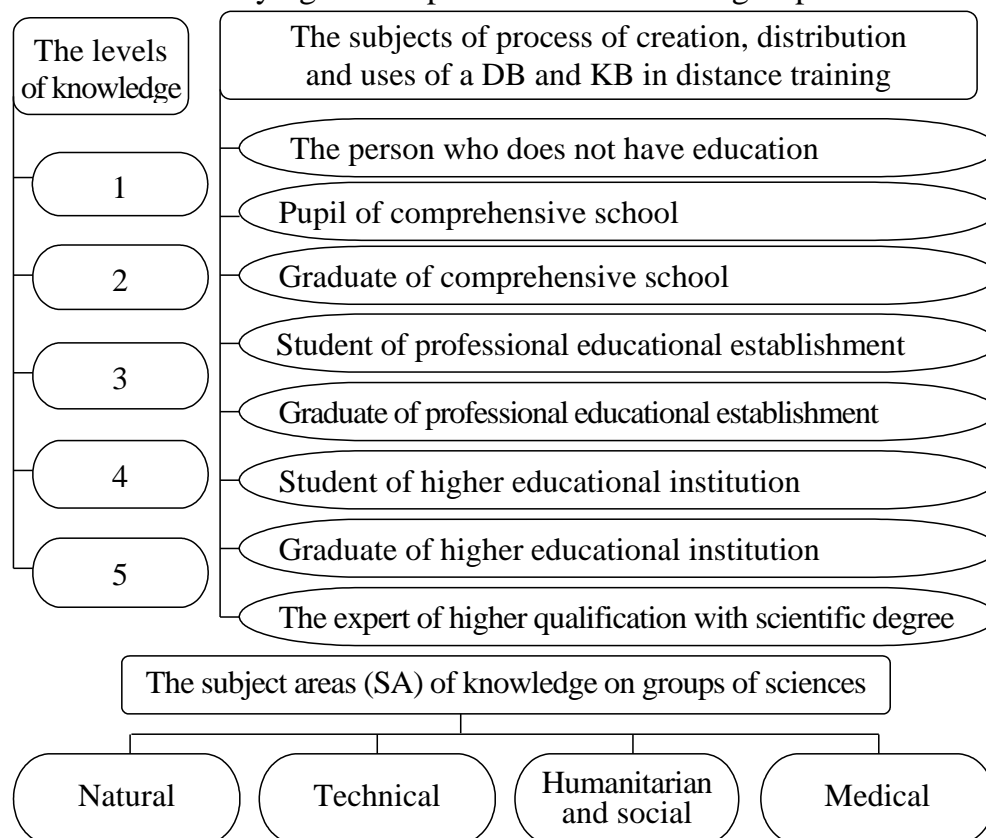 The levels
of knowledge
The subjects of process of creation, distribution
and uses of a DB and KB in distance training
1
2
3
4
5
The person who does not have education
Pupil of comprehensive school
Graduate of comprehensive school
Student of professional educational establishment
Graduate of professional educational establishment
Student of higher educational institution
Graduate of higher educational institution
The expert of higher qualification with scientific degree
The subject areas (SA) of knowledge on groups of sciences
Natural
Technical
Humanitarian
and social
Medical